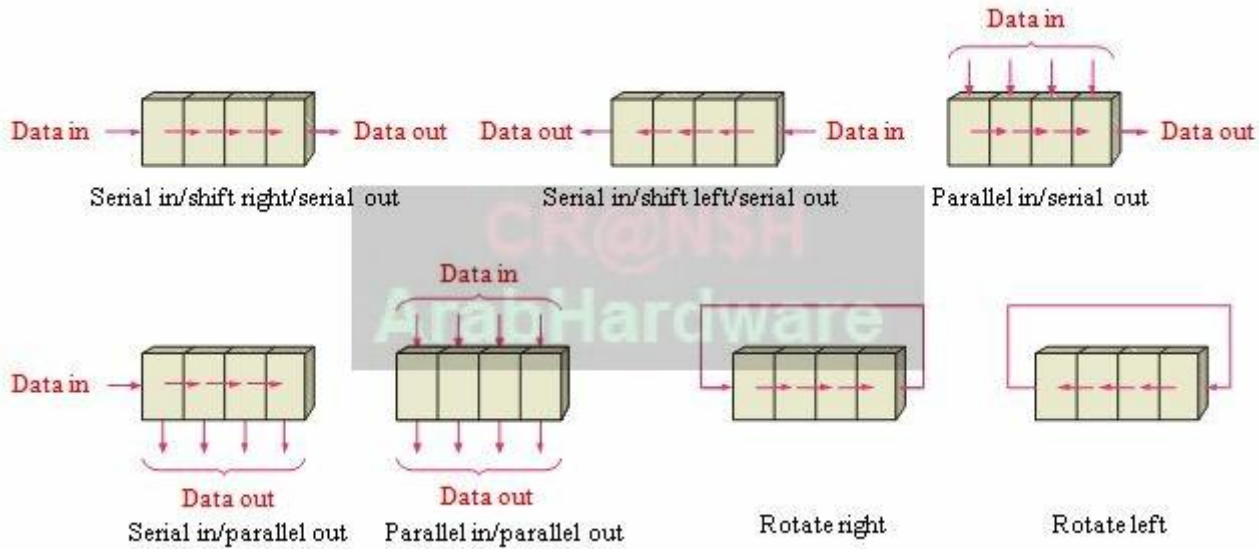 Data in
Data in
Data out
Data out
Data in
Data out
Serial in/shift right/serial out
Serial in/shift left/serial out
Parallel in/serial out
CR@N$H
Data in
ArabHardware
Data in
Data out
Data out
Serial in/parallel out
Parallel in/parallel out
Rotate right
Rotate left